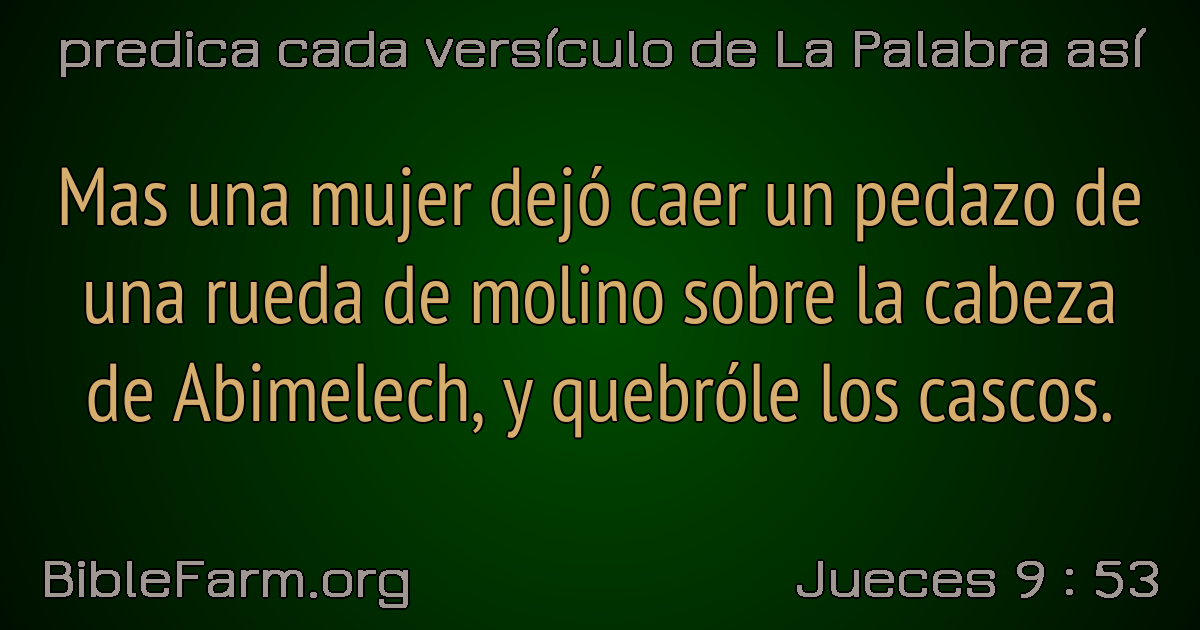 predica cada versículo de La Palabra así
Mas una mujer dejó caer un pedazo de
una rueda de molino sobre la cabeza
de Abimelech, y quebróle los cascos.
BibleFarm.org
Jueces 9 : 53